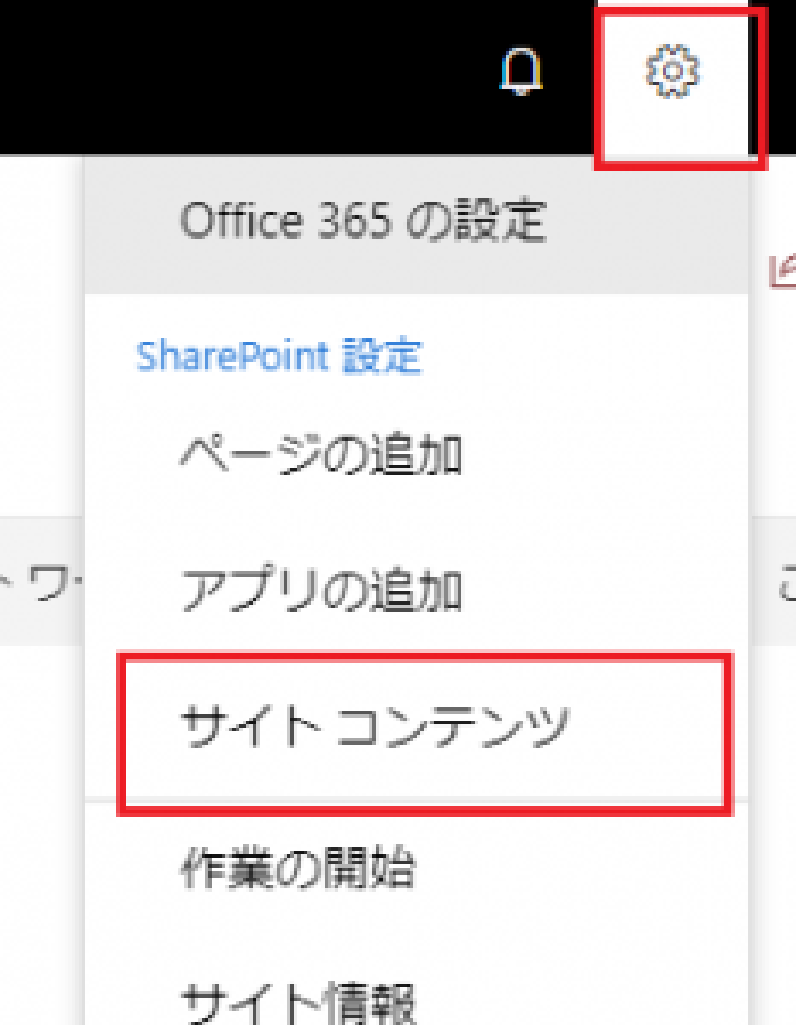 Office 365 の設定
SharePoint 設定
ページの追加
アプリの追加
サイト コンテンツ
作業の開始
サイト情報